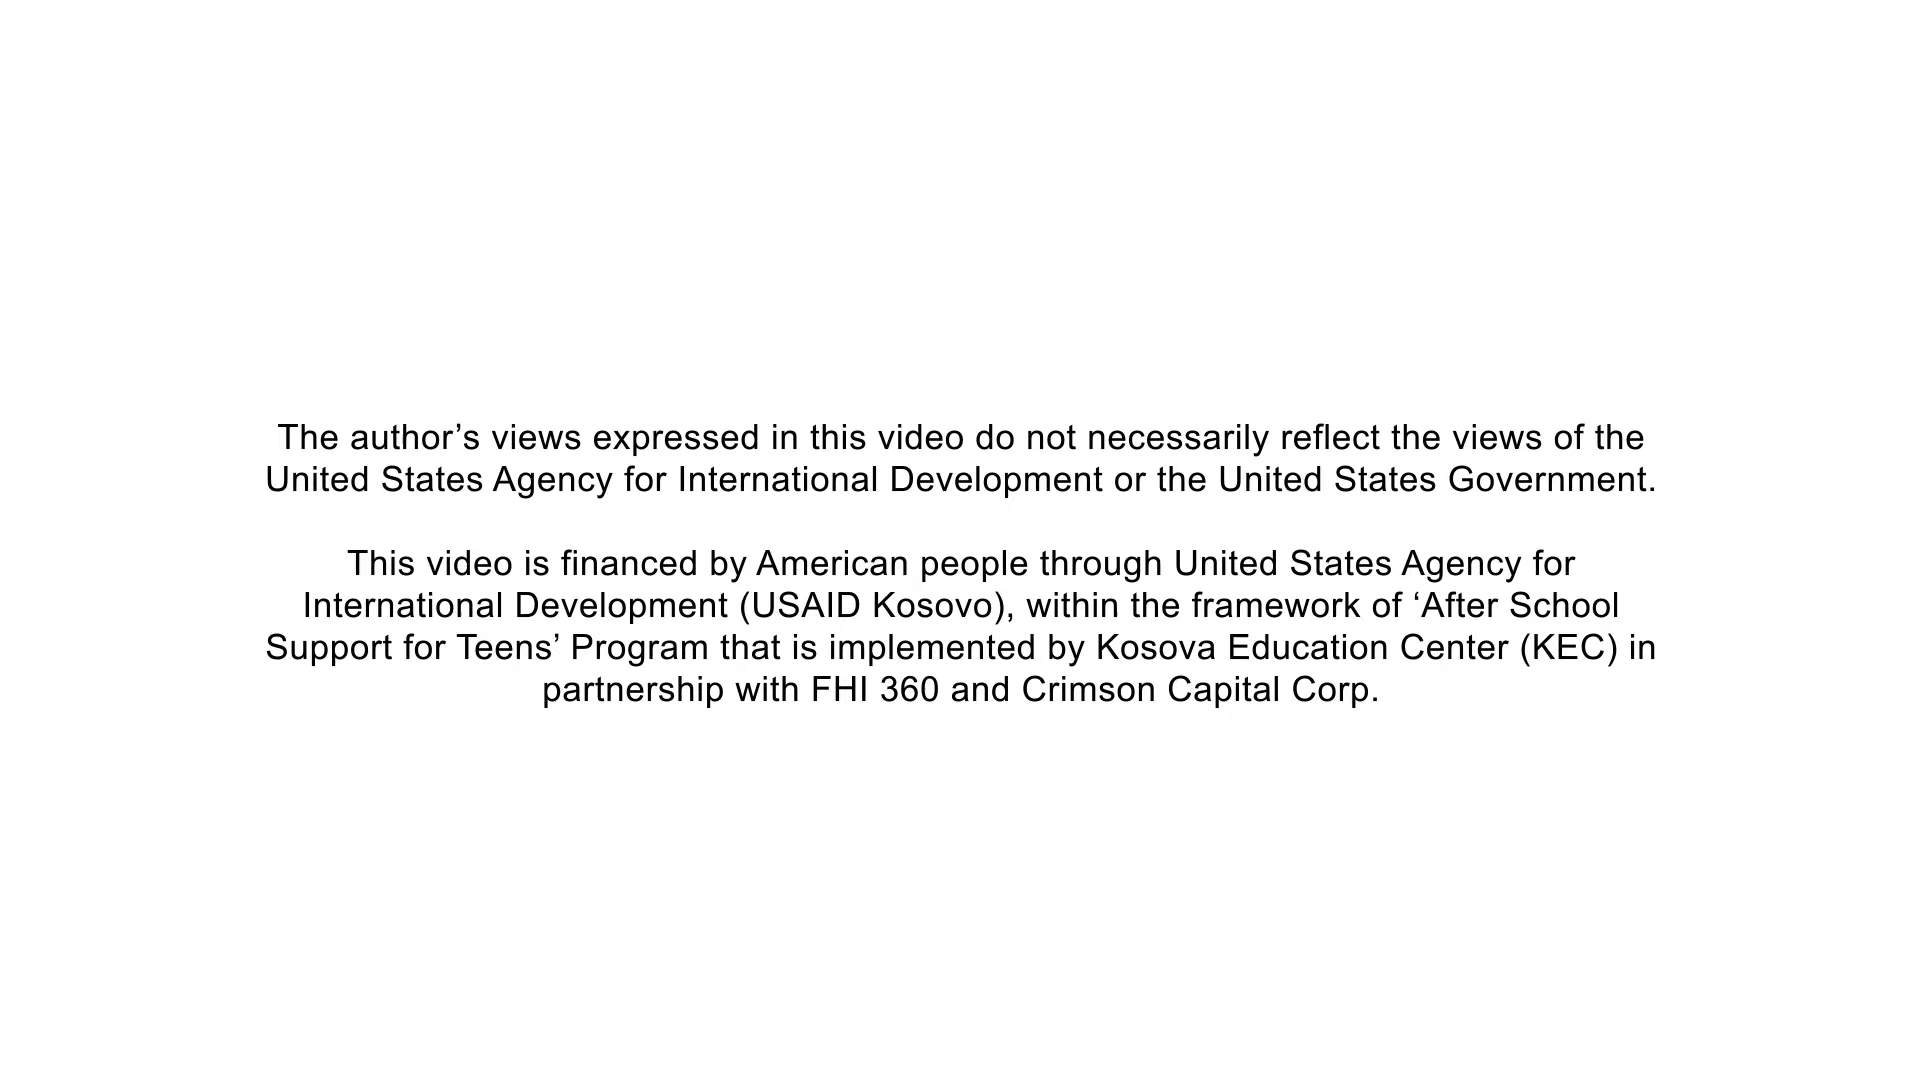 The author’s views expressed in this video do not necessarily reflect the views of the
United States Agency for International Development or the United States Government.
This video is financed by American people through United States Agency for
International Development (USAID Kosovo), within the framework of ‘After School
Support for Teens’ Program that is implemented by Kosova Education Center (KEC) in
partnership with FHI 360 and Crimson Capital Corp.